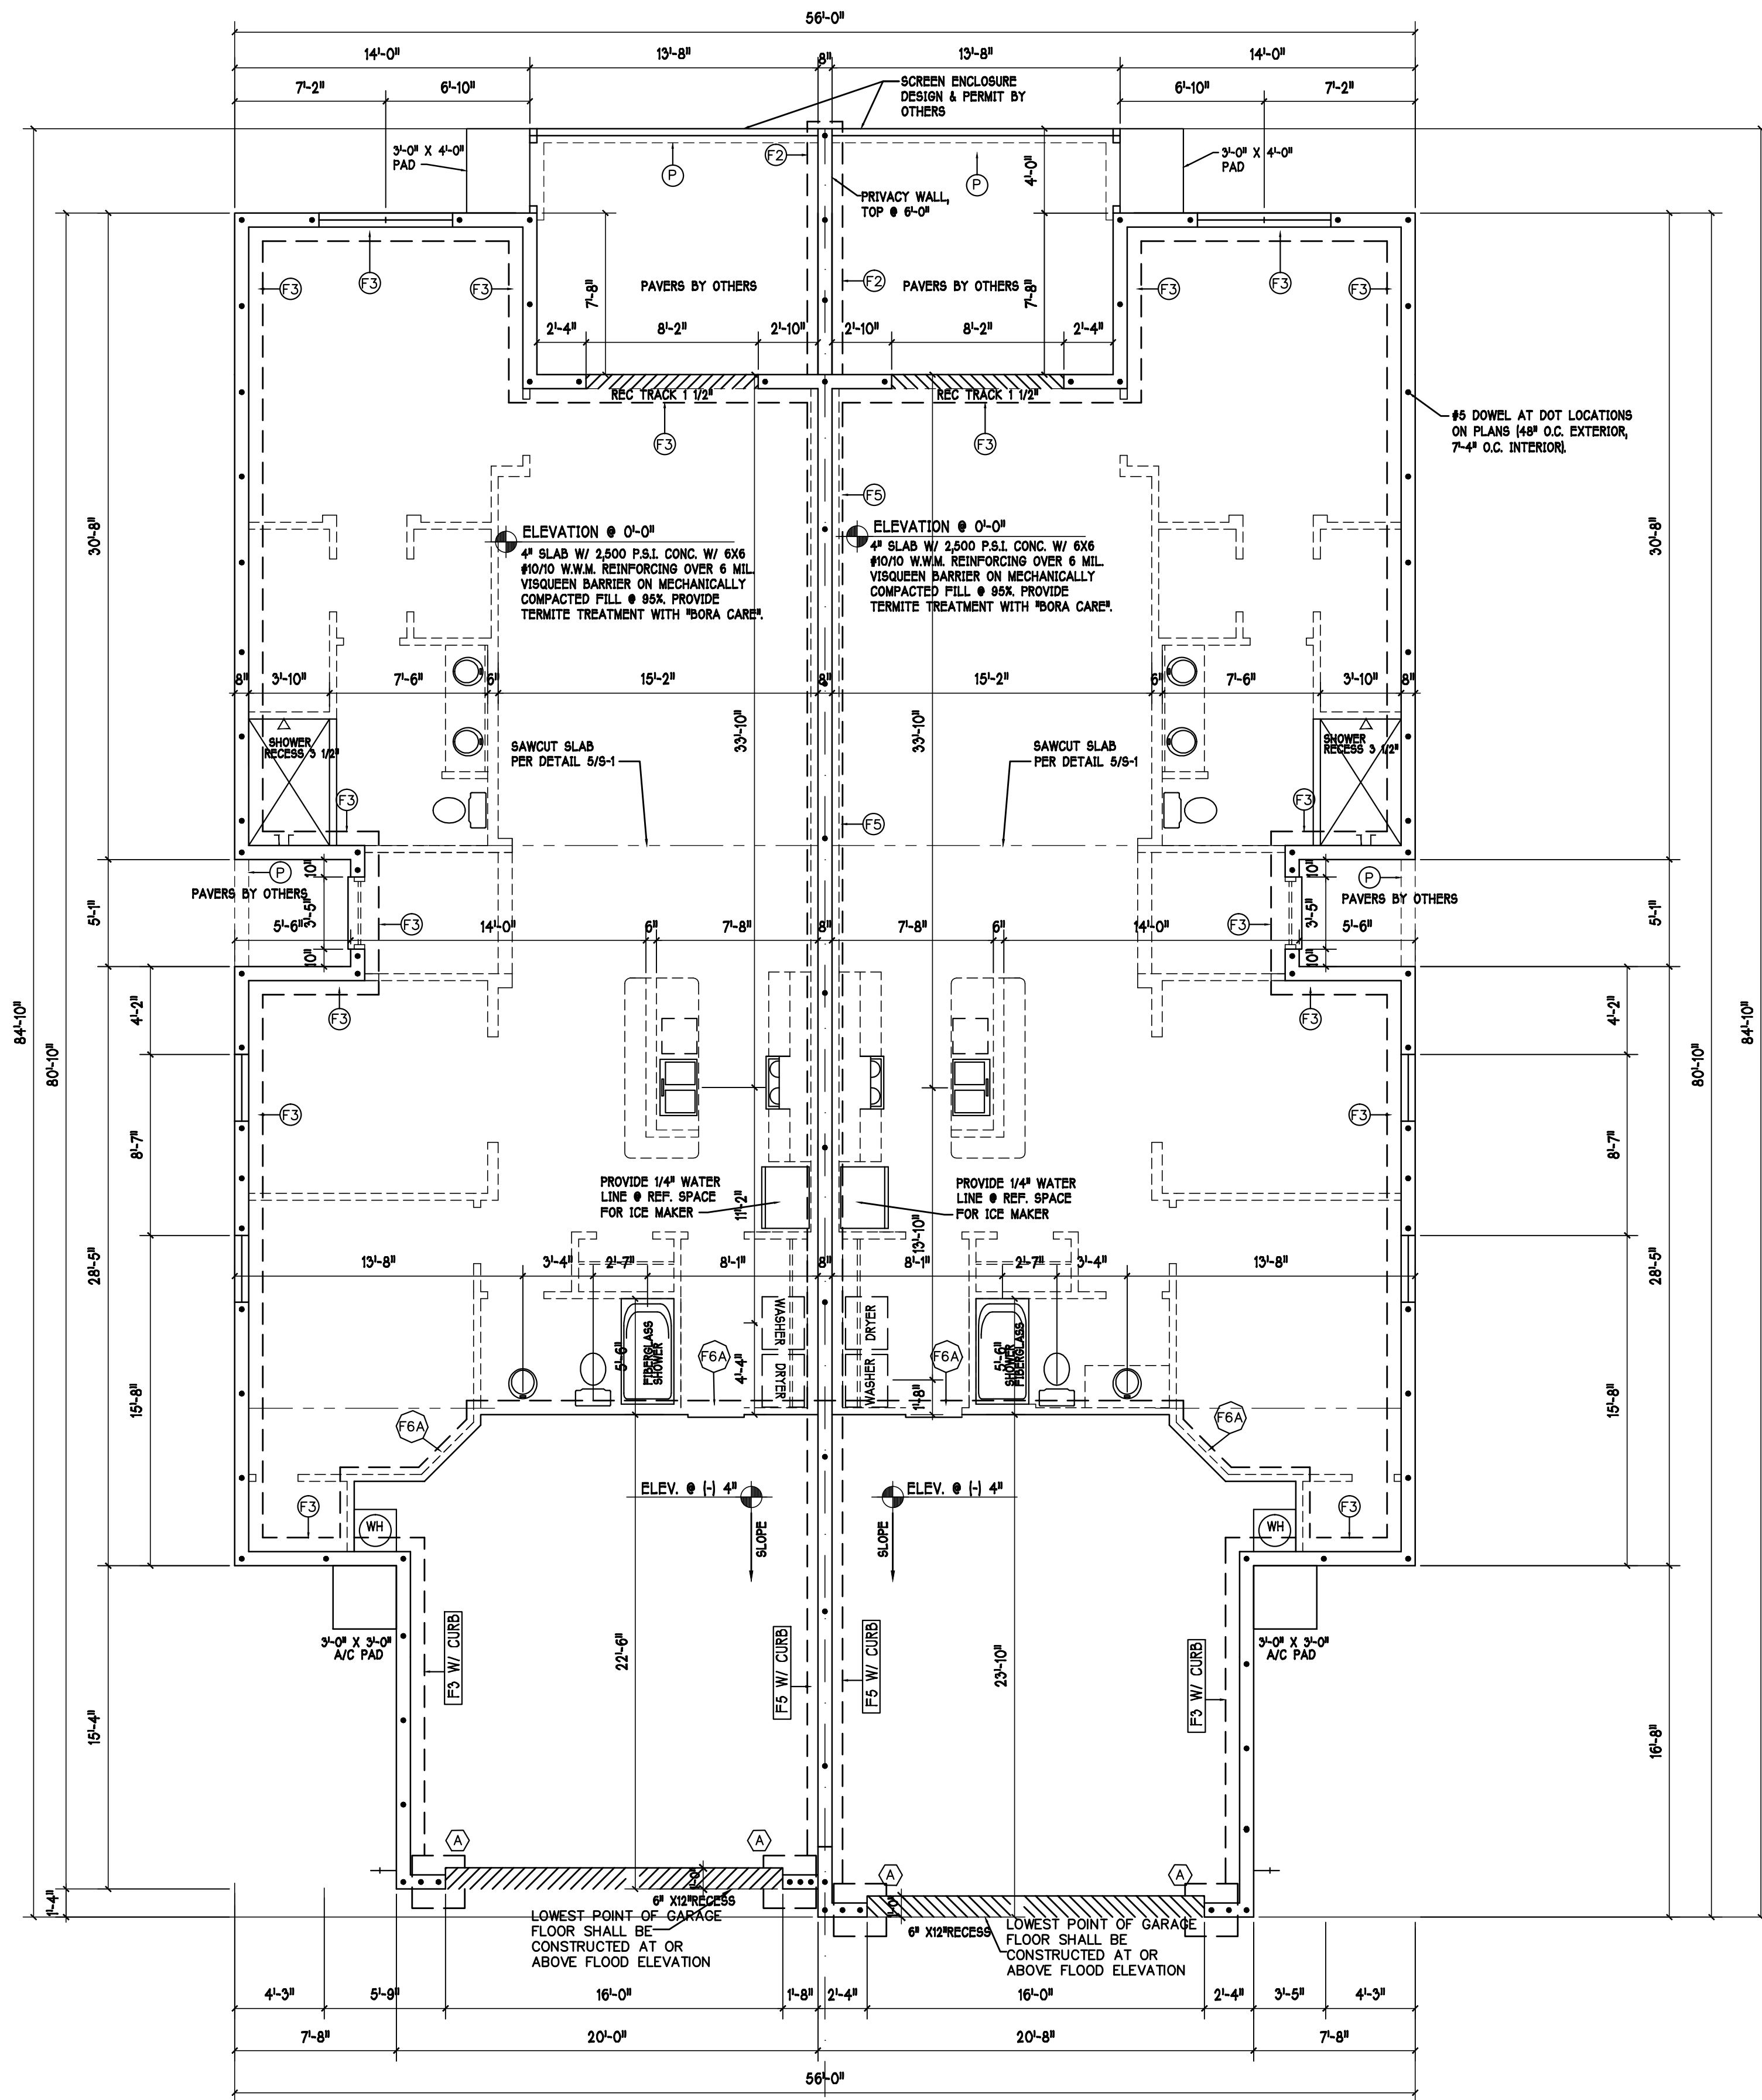 56'-0"
14'-0" 13'-8" 8" 13'-8" 14'-0"
7'-2" 6'-10" 6'-10" 7'-2"
SCREEN ENCLOSURE
DESIGN & PERMIT BY
OTHERS
3'-0" X 4'-0"
PAD
F2
P
P
4'-0"
3'-0" X 4'-0"
PAD
PRIVACY WALL,
TOP @ 6'-0"
F3 F3 F3
7'-8"
PAVERS BY OTHERS
F2
PAVERS BY OTHERS
7'-8"
F3 F3 F3
2'-4" 8'-2" 2'-10" 2'-10" 8'-2" 2'-4"
REC TRACK 1 1/2"
REC TRACK 1 1/2"
F3
F3
#5 DOWEL AT DOT LOCATIONS
ON PLANS (48" O.C. EXTERIOR,
7'-4" O.C. INTERIOR).
F5
30'-8"
30'-8"
ELEVATION @ 0'-0"
4" SLAB W/ 2,500 P.S.I. CONC. W/ 6X6
#10/10 W.W.M. REINFORCING OVER 6 MIL.
VISQUEEN BARRIER ON MECHANICALLY
COMPACTED FILL @ 95%. PROVIDE
TERMITE TREATMENT WITH "BORA CARE".
ELEVATION @ 0'-0"
4" SLAB W/ 2,500 P.S.I. CONC. W/ 6X6
#10/10 W.W.M. REINFORCING OVER 6 MIL.
VISQUEEN BARRIER ON MECHANICALLY
COMPACTED FILL @ 95%. PROVIDE
TERMITE TREATMENT WITH "BORA CARE".
8" 3'-10" 7'-6" 6" 15'-2" 8" 15'-2" 6" 7'-6" 3'-10" 8"
33'-10"
33'-10"
SHOWER
RECESS 3 1/2"
SAWCUT SLAB
PER DETAIL 5/S-1
SAWCUT SLAB
PER DETAIL 5/S-1
SHOWER
RECESS 3 1/2"
F3
F5
F3
P
PAVERS BY OTHERS
10"
3'-5"
10"
F3
P
PAVERS BY OTHERS
10"
3'-5"
10"
F3
5'-1"
5'-1"
5'-6" 14'-0" 6" 7'-8" 8" 7'-8" 6" 14'-0" 5'-6"
F3
F3
84'-10"
80'-10"
4'-2"
4'-2"
80'-10"
84'-10"
F3
F3
8'-7"
8'-7"
PROVIDE 1/4" WATER
LINE @ REF. SPACE
FOR ICE MAKER
11'-2"
PROVIDE 1/4" WATER
LINE @ REF. SPACE
FOR ICE MAKER
13'-10"
28'-5"
28'-5"
13'-8" 3'-4" 2'-7" 8'-1" 8" 8'-1" 2'-7" 3'-4" 13'-8"
5'-6"
FIBERGLASS
SHOWER
F6A
4'-4"
WASHER
DRYER
DRYER
WASHER
F6A
1'-8"
5'-6"
SHOWER
FIBERGLASS
15'-8"
15'-8"
F6A
F6A
ELEV. @ (-) 4"
ELEV. @ (-) 4"
SLOPE
SLOPE
F3
WH
WH
F3
3'-0" X 3'-0"
A/C PAD
3'-0" X 3'-0"
A/C PAD
F3 W/ CURB
22'-6"
F5 W/ CURB
F5 W/ CURB
23'-10"
F3 W/ CURB
15'-4"
16'-8"
A
A
A
A
1'-0"
1'-0"
1'-4"
6" X12"RECESS
LOWEST POINT OF GARAGE
FLOOR SHALL BE
CONSTRUCTED AT OR
ABOVE FLOOD ELEVATION
6" X12"RECESS
LOWEST POINT OF GARAGE
FLOOR SHALL BE
CONSTRUCTED AT OR
ABOVE FLOOD ELEVATION
4'-3" 5'-9" 16'-0" 1'-8" 2'-4" 16'-0" 2'-4" 3'-5" 4'-3"
7'-8" 20'-0" 20'-8" 7'-8"
56'-0"